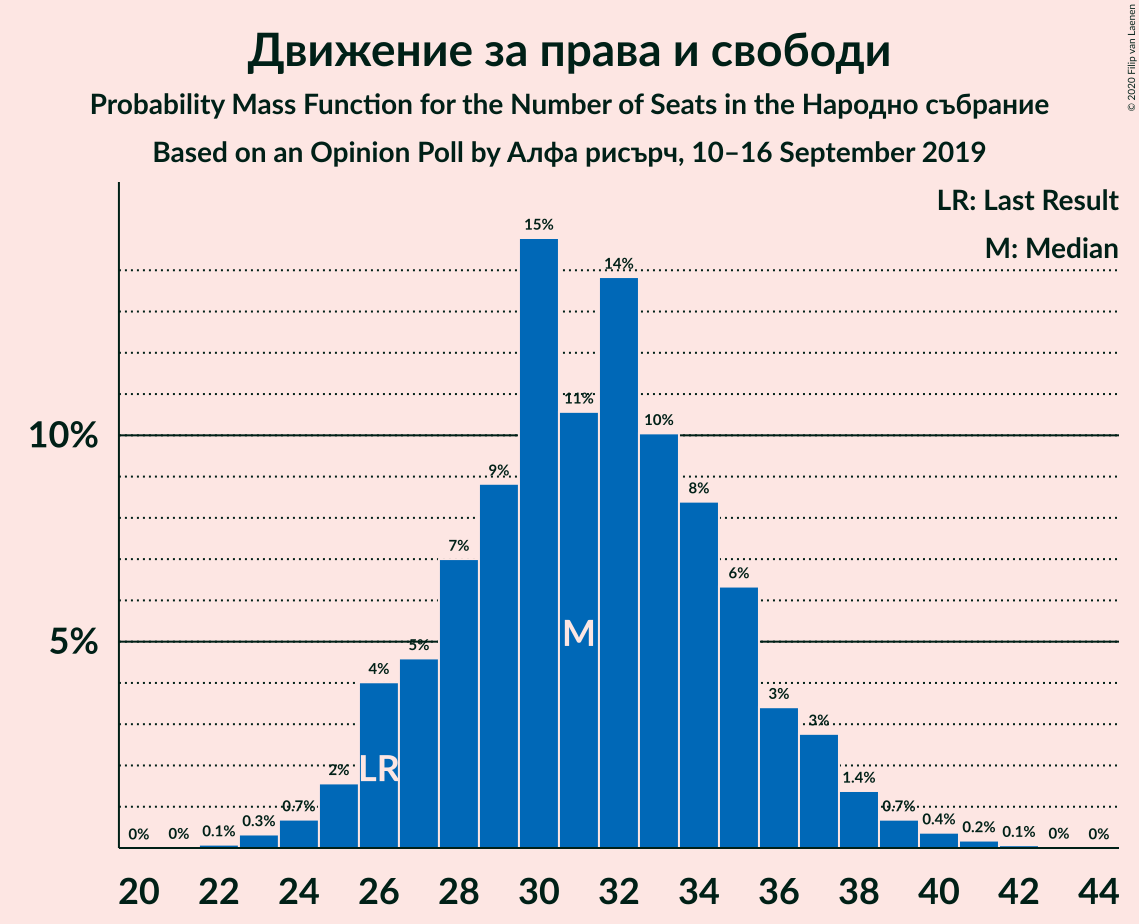 Движение за права и свободи
Probability Mass Function for the Number of Seats in the Народно събрание
Based on an Opinion Poll by Алфа рисърч, 10–16 September 2019
© 2020 Filip van Laenen
LR: Last Result
M: Median
10%
5%
0% 0% 0.1% 0.3% 0.7% 2% 4% 5% 7% 9% 15% 11% 14% 10% 8% 6% 3% 3% 1.4% 0.7% 0.4% 0.2% 0.1% 0% 0%
LR M
20 22 24 26 28 30 32 34 36 38 40 42 44